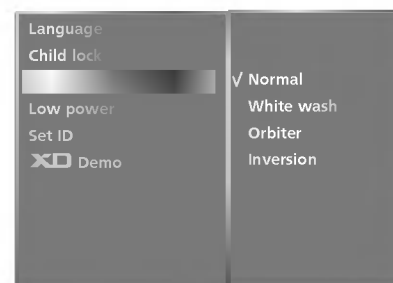 Language
Child lock
Low power
Set ID
XD Demo
√ Normal
White wash
Orbiter
Inversion